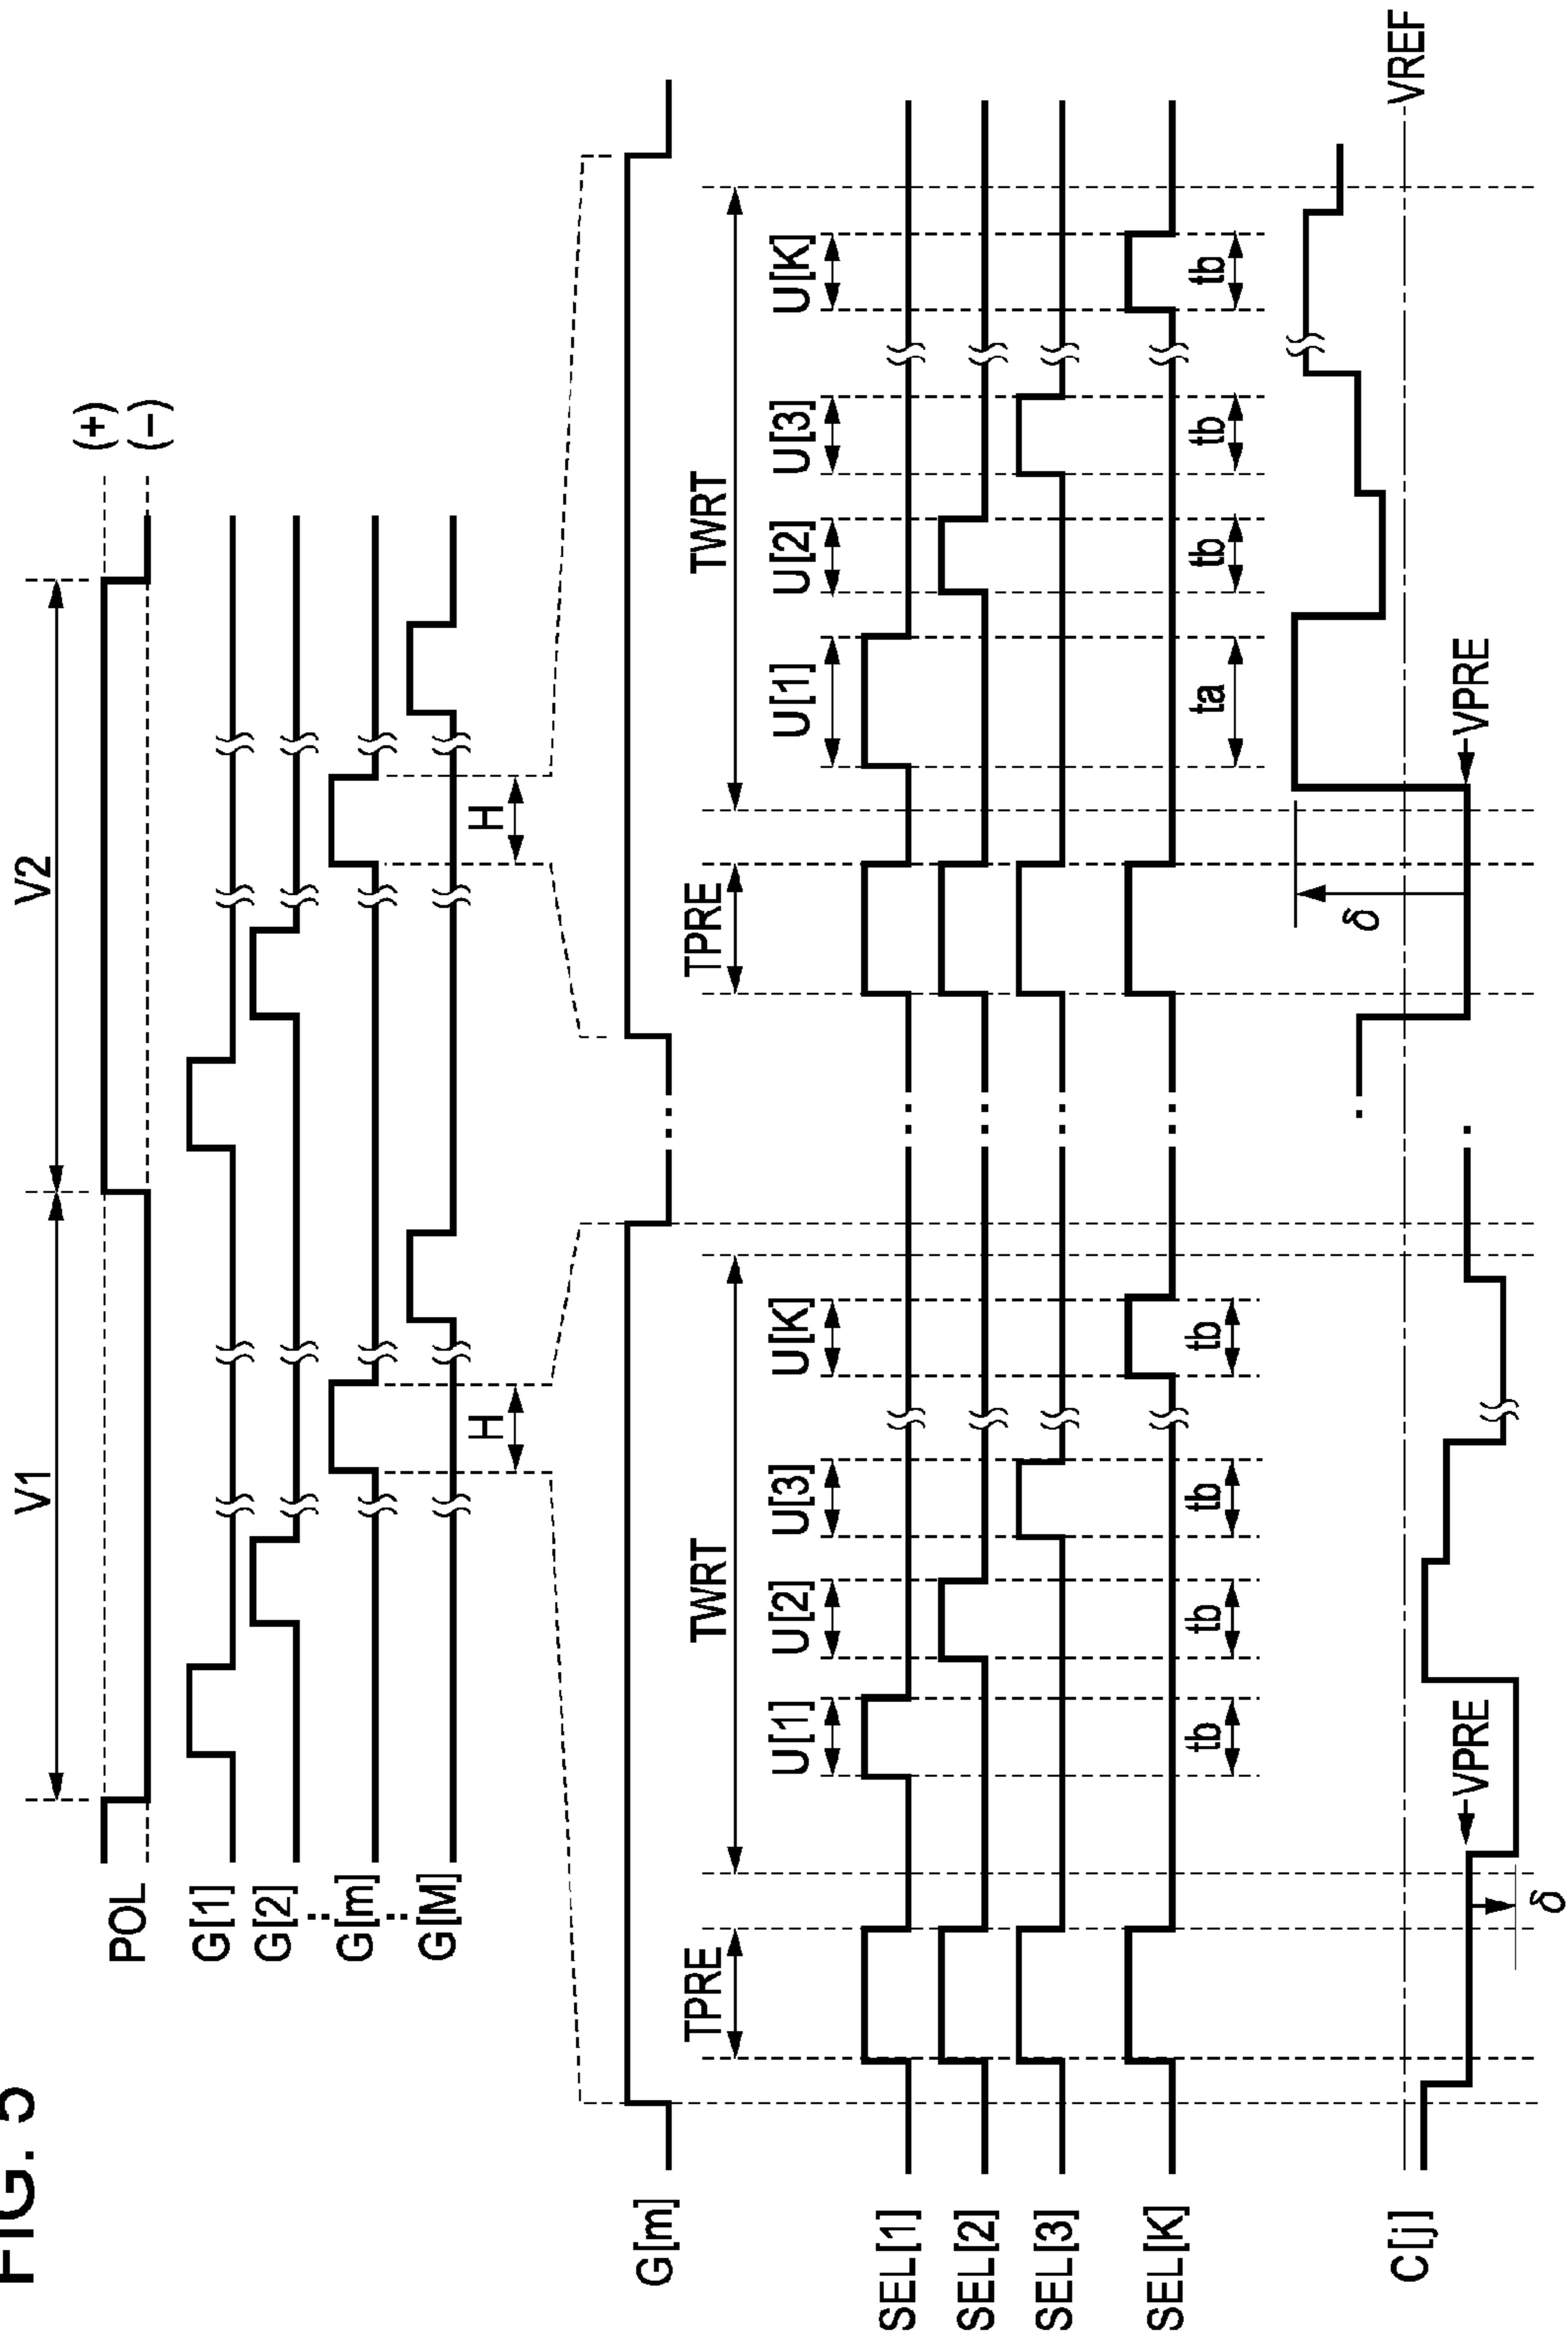 FIG. 5
V1 V2
POL (+)
(−)
G[1]
G[2]
G[m]
G[M]
H H
G[m]
TPRE TWRT TPRE TWRT
U[1] U[2] U[3] U[K] U[1] U[2] U[3] U[K]
SEL[1]
SEL[2]
SEL[3]
SEL[K]
tb tb tb tb ta tb tb tb
C[j] VREF
VPRE VPRE
δ δ